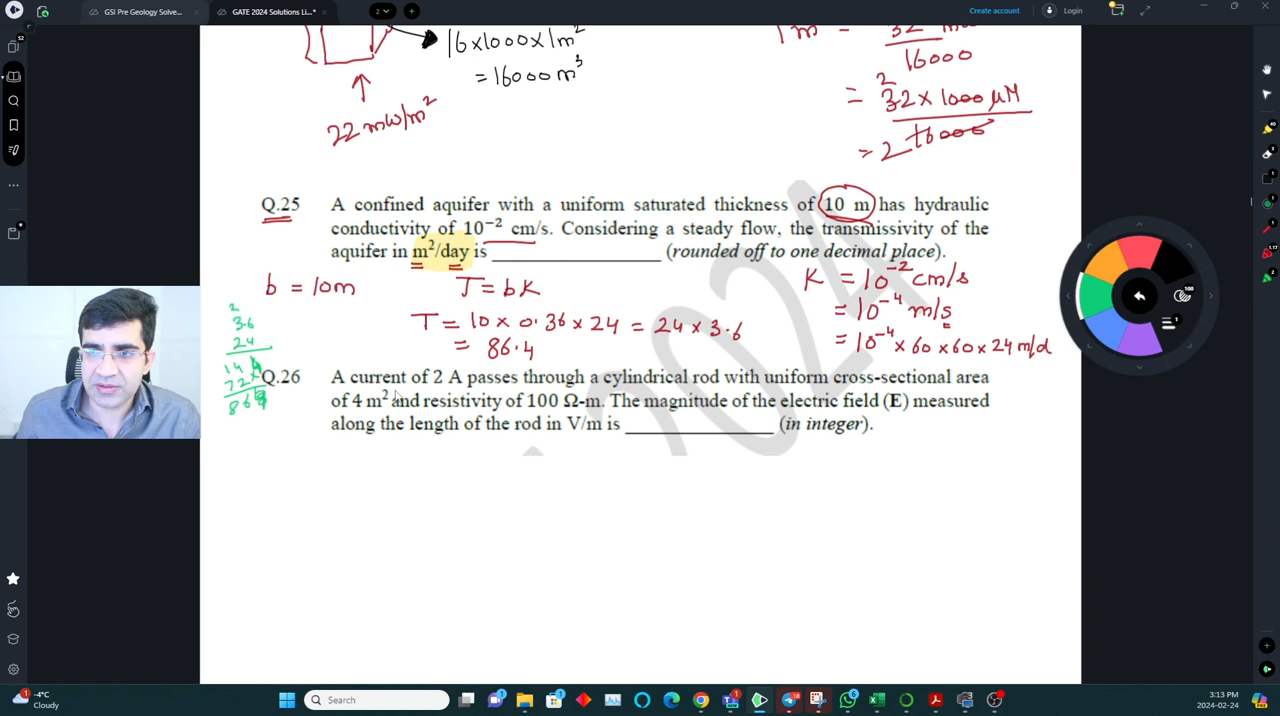 GSI Pre Geology Solve...
GATE 2024 Solutions Li...*
2
Create account
Login
16×1000×1m²
= 16000 m³
22 mW/m²
16000
= 32 × 1000 μM
16000
= 2
Q.25 A confined aquifer with a uniform saturated thickness of 10 m has hydraulic
conductivity of 10⁻² cm/s. Considering a steady flow, the transmissivity of the
aquifer in m²/day is ____________ (rounded off to one decimal place).
b = 10m
T = bK
K = 10⁻² cm/s
= 10⁻⁴ m/s
= 10⁻⁴ × 60 × 60 × 24 m/d
T = 10 × 0.36 × 24 = 24 × 3.6
= 86.4
2
3.6
24
Q.26 A current of 2 A passes through a cylindrical rod with uniform cross-sectional area
of 4 m² and resistivity of 100 Ω-m. The magnitude of the electric field (E) measured
along the length of the rod in V/m is ____________ (in integer).
2024
-4°C
Cloudy
Search
3:13 PM
2024-02-24